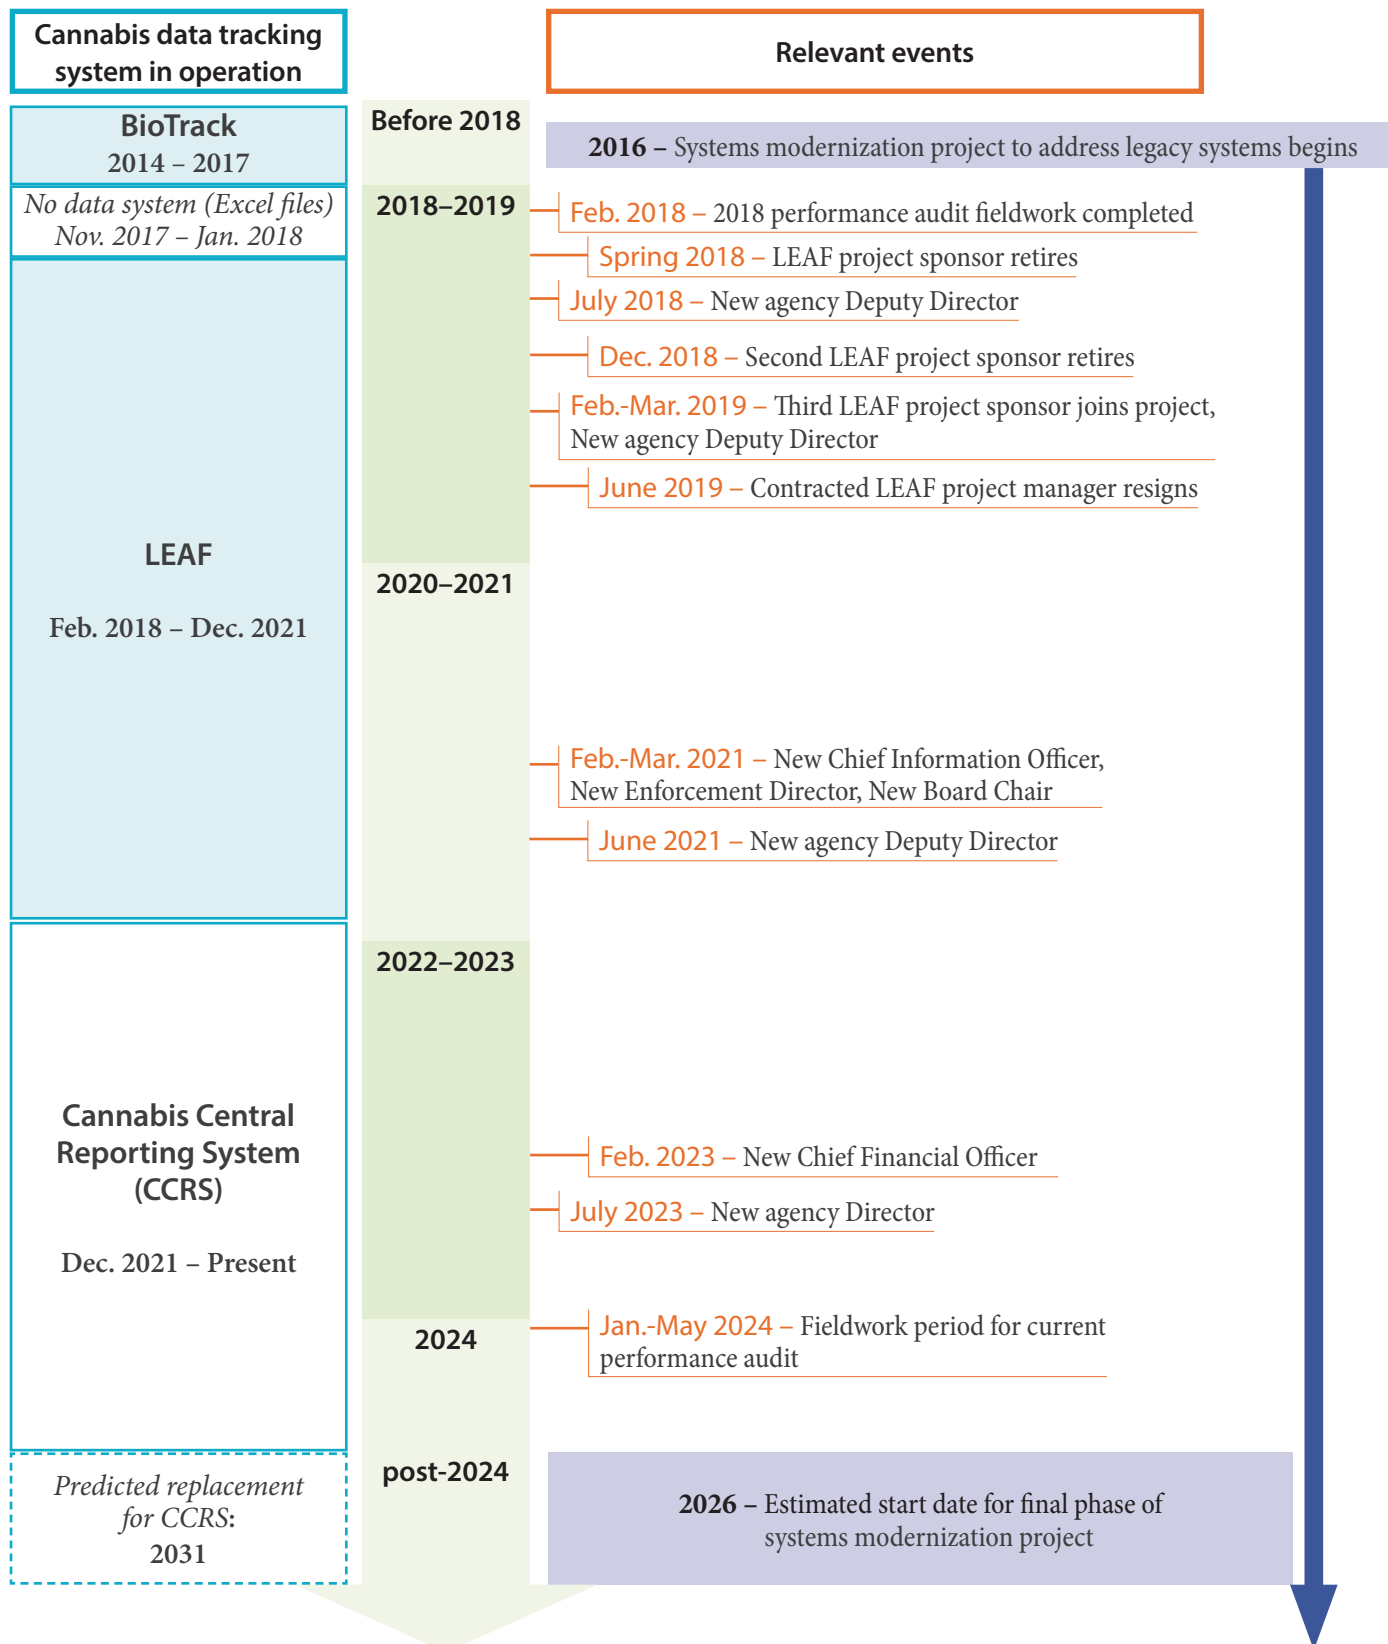 Cannabis data tracking
system in operation
Relevant events
BioTrack
2014 – 2017
Before 2018
2016 – Systems modernization project to address legacy systems begins
No data system (Excel files)
Nov. 2017 – Jan. 2018
2018–2019
Feb. 2018 – 2018 performance audit fieldwork completed
Spring 2018 – LEAF project sponsor retires
July 2018 – New agency Deputy Director
Dec. 2018 – Second LEAF project sponsor retires
Feb.-Mar. 2019 – Third LEAF project sponsor joins project,
New agency Deputy Director
June 2019 – Contracted LEAF project manager resigns
LEAF
Feb. 2018 – Dec. 2021
2020–2021
Feb.-Mar. 2021 – New Chief Information Officer,
New Enforcement Director, New Board Chair
June 2021 – New agency Deputy Director
2022–2023
Cannabis Central
Reporting System
(CCRS)
Dec. 2021 – Present
Feb. 2023 – New Chief Financial Officer
July 2023 – New agency Director
2024
Jan.-May 2024 – Fieldwork period for current
performance audit
Predicted replacement
for CCRS:
2031
post-2024
2026 – Estimated start date for final phase of
systems modernization project